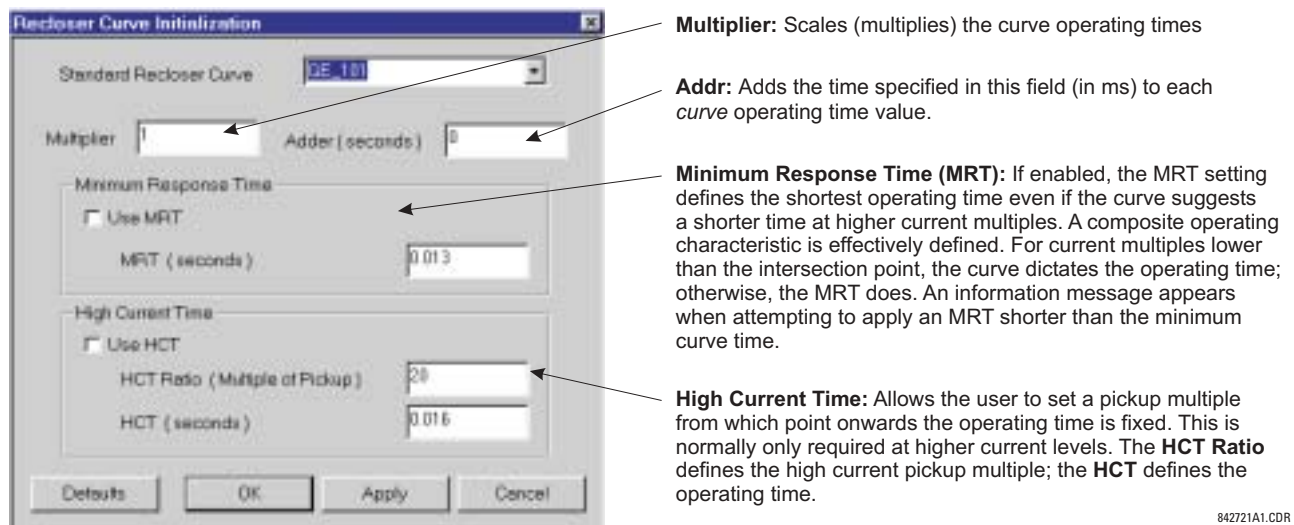 Recloser Curve Initialization
Standard Recloser Curve
GE_101
Multiplier
1
Adder ( seconds )
0
Minimum Response Time
Use MRT
MRT ( seconds )
0.013
High Current Time
Use HCT
HCT Ratio ( Multiple of Pickup )
20
HCT ( seconds )
0.016
Defaults
OK
Apply
Cancel
Multiplier: Scales (multiplies) the curve operating times
Addr: Adds the time specified in this field (in ms) to each
curve operating time value.
Minimum Response Time (MRT): If enabled, the MRT setting
defines the shortest operating time even if the curve suggests
a shorter time at higher current multiples. A composite operating
characteristic is effectively defined. For current multiples lower
than the intersection point, the curve dictates the operating time;
otherwise, the MRT does. An information message appears
when attempting to apply an MRT shorter than the minimum
curve time.
High Current Time: Allows the user to set a pickup multiple
from which point onwards the operating time is fixed. This is
normally only required at higher current levels. The HCT Ratio
defines the high current pickup multiple; the HCT defines the
operating time.
842721A1.CDR